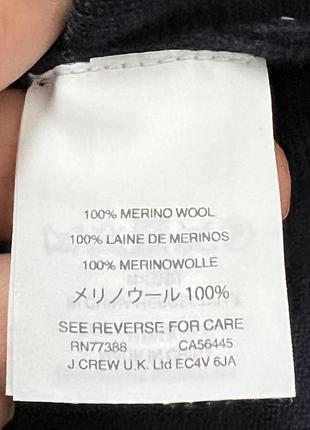 100% MERINO WOOL
100% LAINE DE MERINOS
100% MERINOWOLLE
メリノウール 100%
SEE REVERSE FOR CARE
RN77388 CA56445
J.CREW U.K. Ltd EC4V 6JA